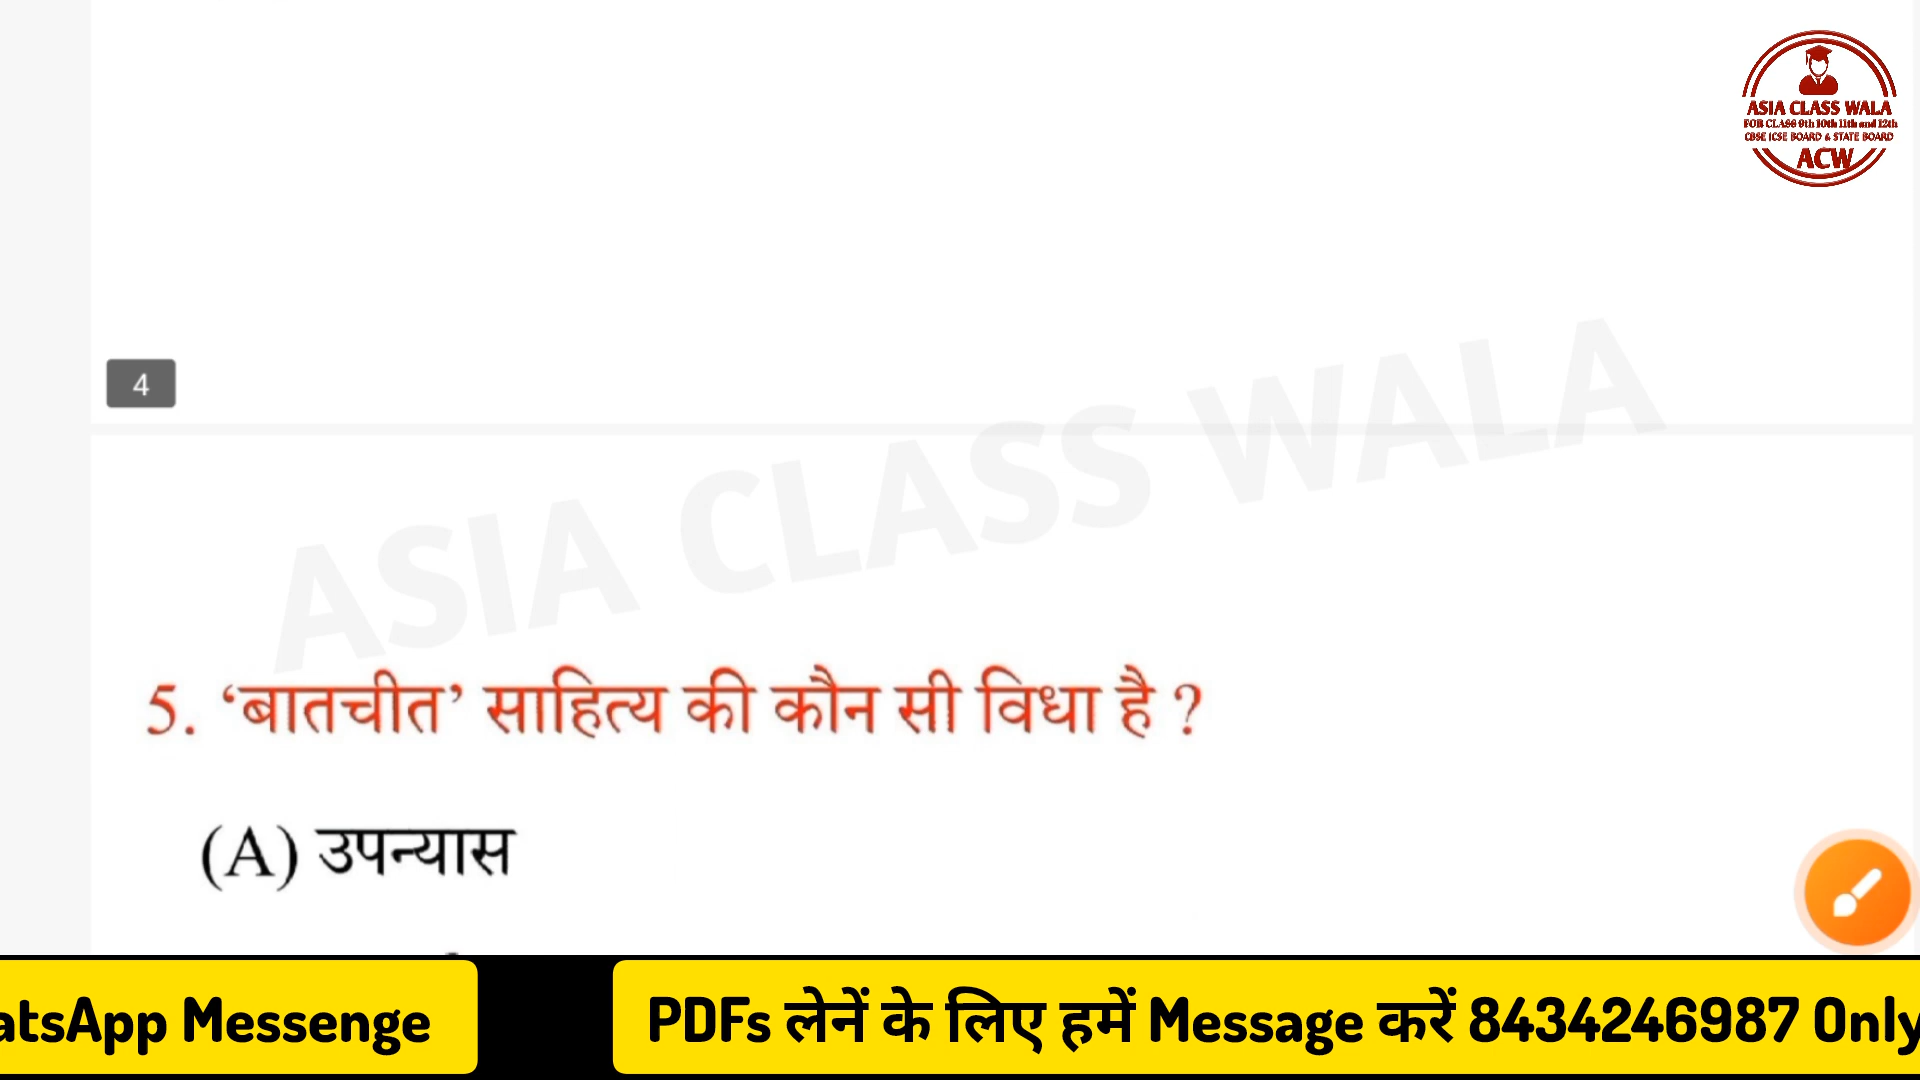 ASIA CLASS WALA
FOR CLASS 9th 10th 11th and 12th
CBSE ICSE BOARD & STATE BOARD
ACW
4
ASIA CLASS WALA
5. ‘बातचीत’ साहित्य की कौन सी विधा है ?
(A) उपन्यास
atsApp Messenge
PDFs लेनें के लिए हमें Message करें 8434246987 Only